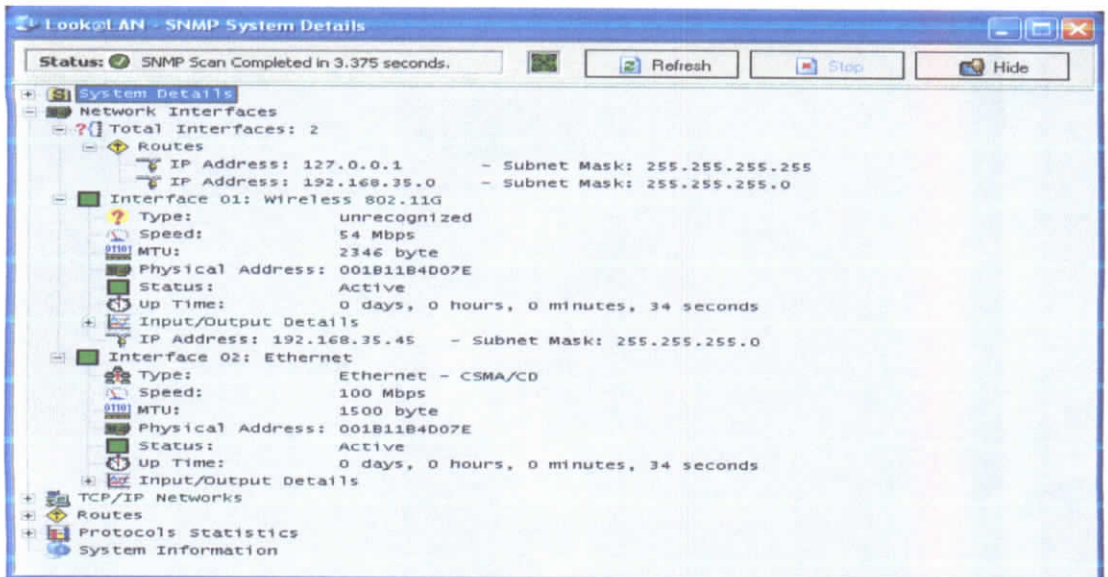 Look@LAN - SNMP System Details
Status: SNMP Scan Completed in 3.375 seconds. Refresh Stop Hide
System Details
Network Interfaces
Total Interfaces: 2
Routes
IP Address: 127.0.0.1 - Subnet Mask: 255.255.255.255
IP Address: 192.168.35.0 - Subnet Mask: 255.255.255.0
Interface 01: Wireless 802.11G
Type: unrecognized
Speed: 54 Mbps
MTU: 2346 byte
Physical Address: 001B11B4D07E
Status: Active
Up Time: 0 days, 0 hours, 0 minutes, 34 seconds
Input/Output Details
IP Address: 192.168.35.45 - Subnet Mask: 255.255.255.0
Interface 02: Ethernet
Type: Ethernet - CSMA/CD
Speed: 100 Mbps
MTU: 1500 byte
Physical Address: 001B11B4D07E
Status: Active
Up Time: 0 days, 0 hours, 0 minutes, 34 seconds
Input/Output Details
TCP/IP Networks
Routes
Protocols Statistics
System Information